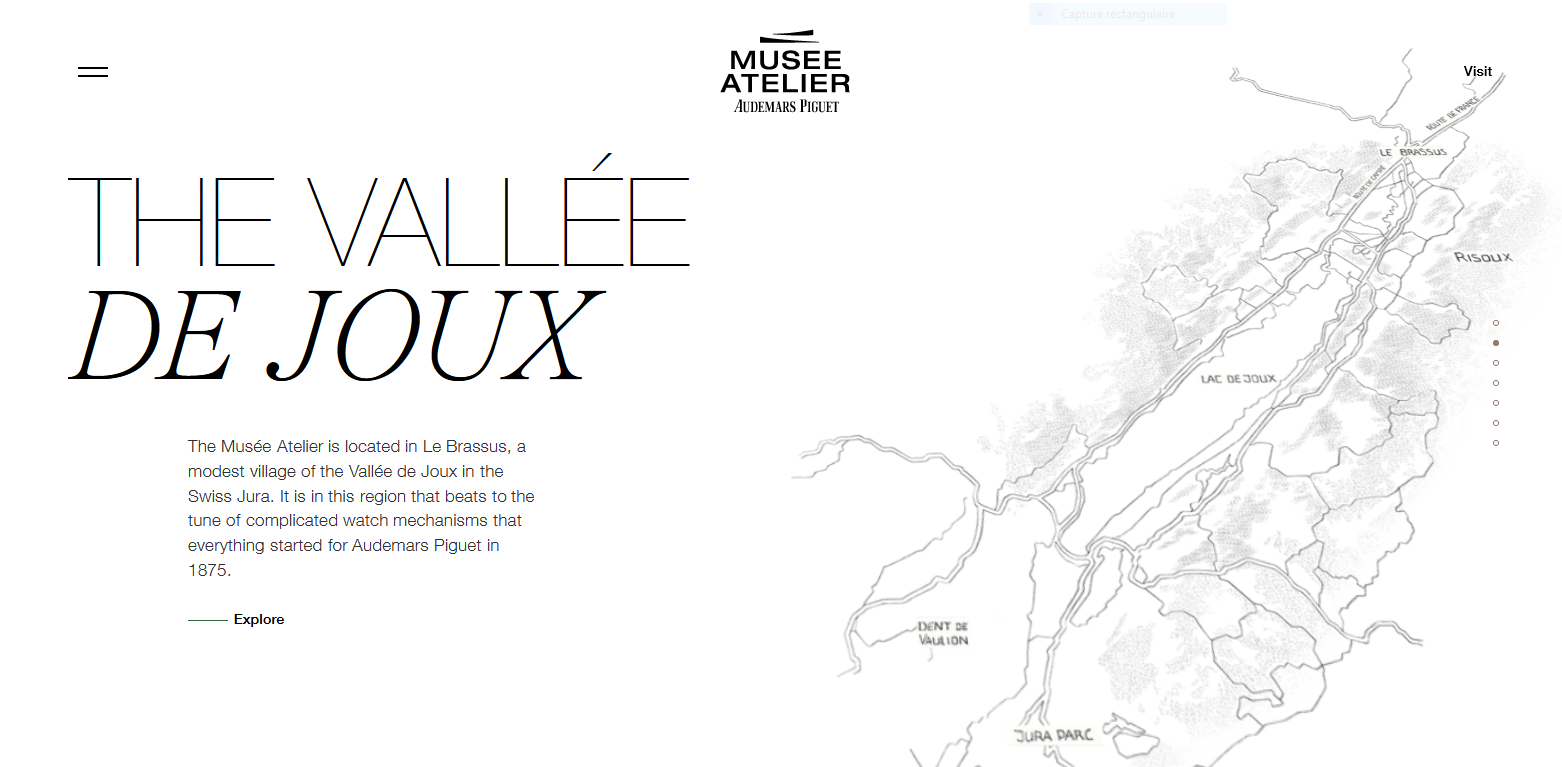 Capture rectangulaire
MUSEE
ATELIER
AUDEMARS PIGUET
Visit
THE VALLÉE
DE JOUX
The Musée Atelier is located in Le Brassus, a
modest village of the Vallée de Joux in the
Swiss Jura. It is in this region that beats to the
tune of complicated watch mechanisms that
everything started for Audemars Piguet in
1875.
Explore
ROUTE DE FRANCE
LE BRASSUS
RISOUX
LAC DE JOUX
DENT DE
VAULION
JURA PARC